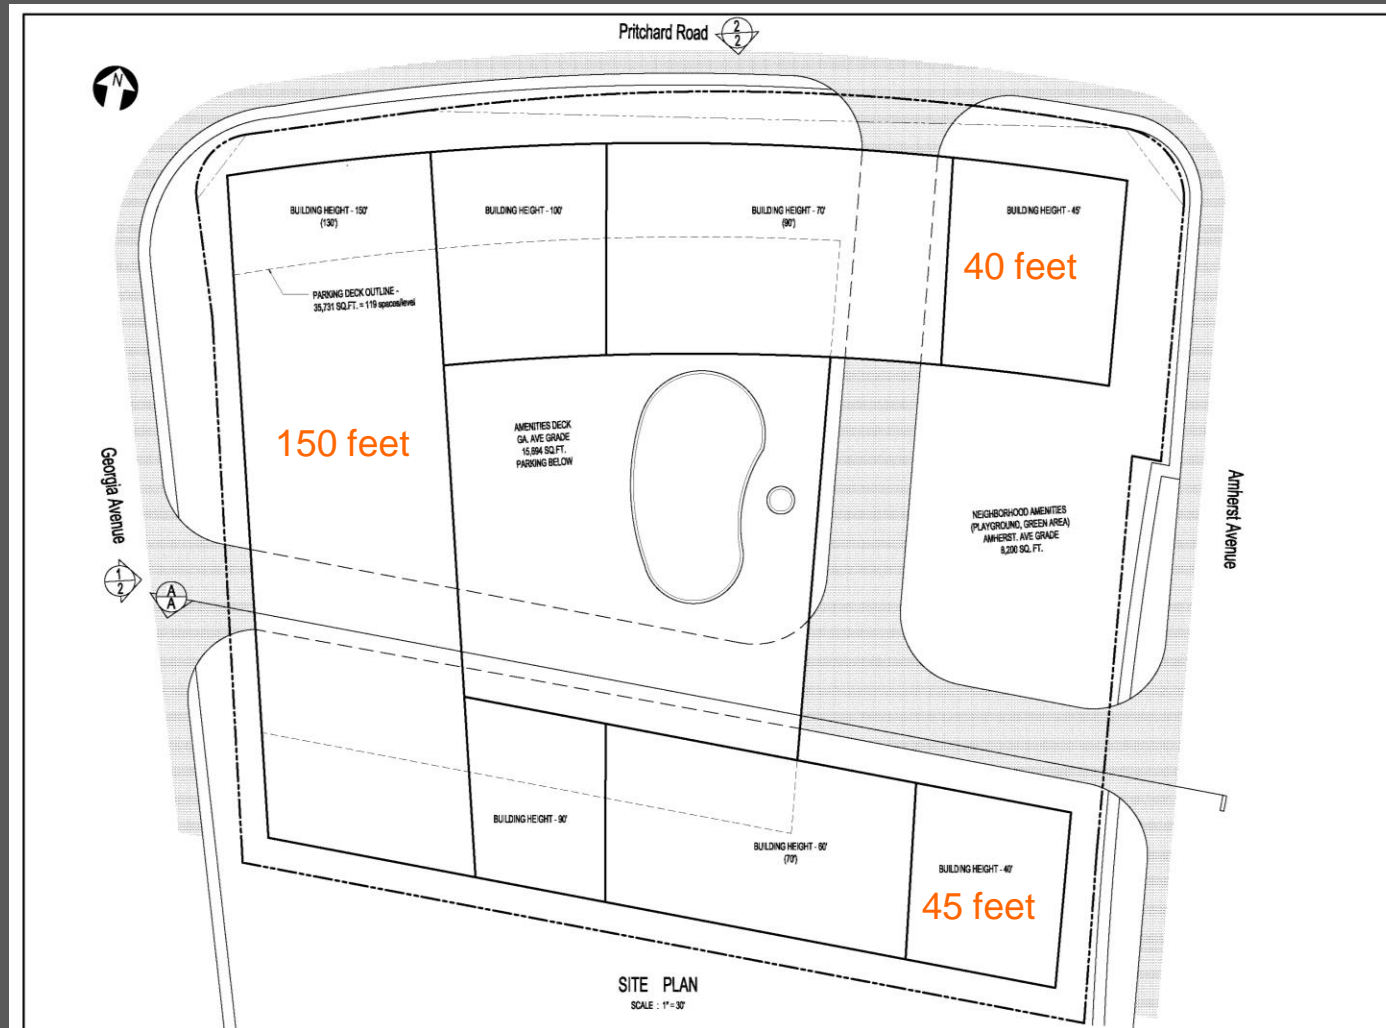 Pritchard Road
2
2
N
BUILDING HEIGHT - 150'
(130')
BUILDING HEIGHT - 100'
BUILDING HEIGHT - 70'
(90')
BUILDING HEIGHT - 45'
40 feet
PARKING DECK OUTLINE -
35,731 SQ.FT. = 119 spaces/level
150 feet
AMENITIES DECK
GA. AVE GRADE
15,694 SQ.FT.
PARKING BELOW
Georgia Avenue
Amherst Avenue
NEIGHBORHOOD AMENITIES
(PLAYGROUND, GREEN AREA)
AMHERST. AVE GRADE
8,200 SQ. FT.
1
2
A
A
BUILDING HEIGHT - 90'
BUILDING HEIGHT - 60'
(70')
BUILDING HEIGHT - 40'
45 feet
SITE PLAN
SCALE : 1" = 30'